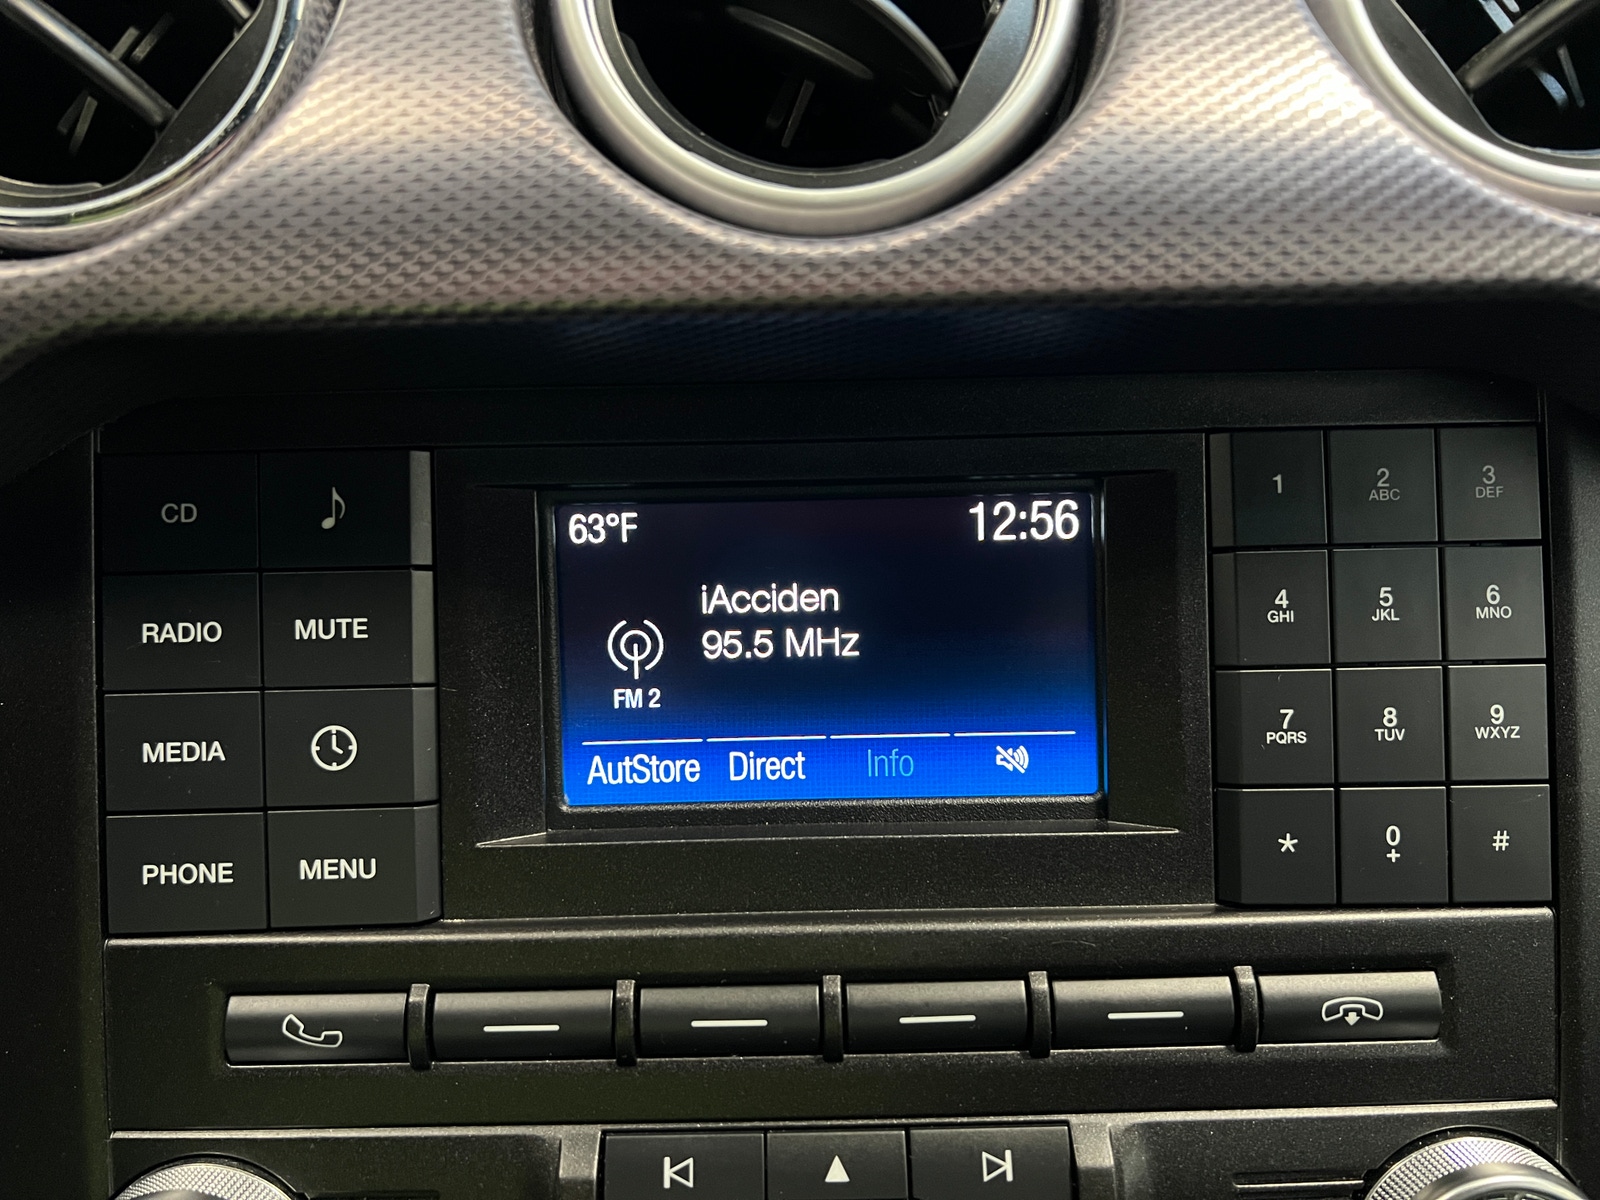 63°F
12:56
iAcciden
95.5 MHz
FM 2
AutStore Direct Info
CD
RADIO MUTE
MEDIA
PHONE MENU
1 2 ABC 3 DEF
4 GHI 5 JKL 6 MNO
7 PQRS 8 TUV 9 WXYZ
* 0 + #